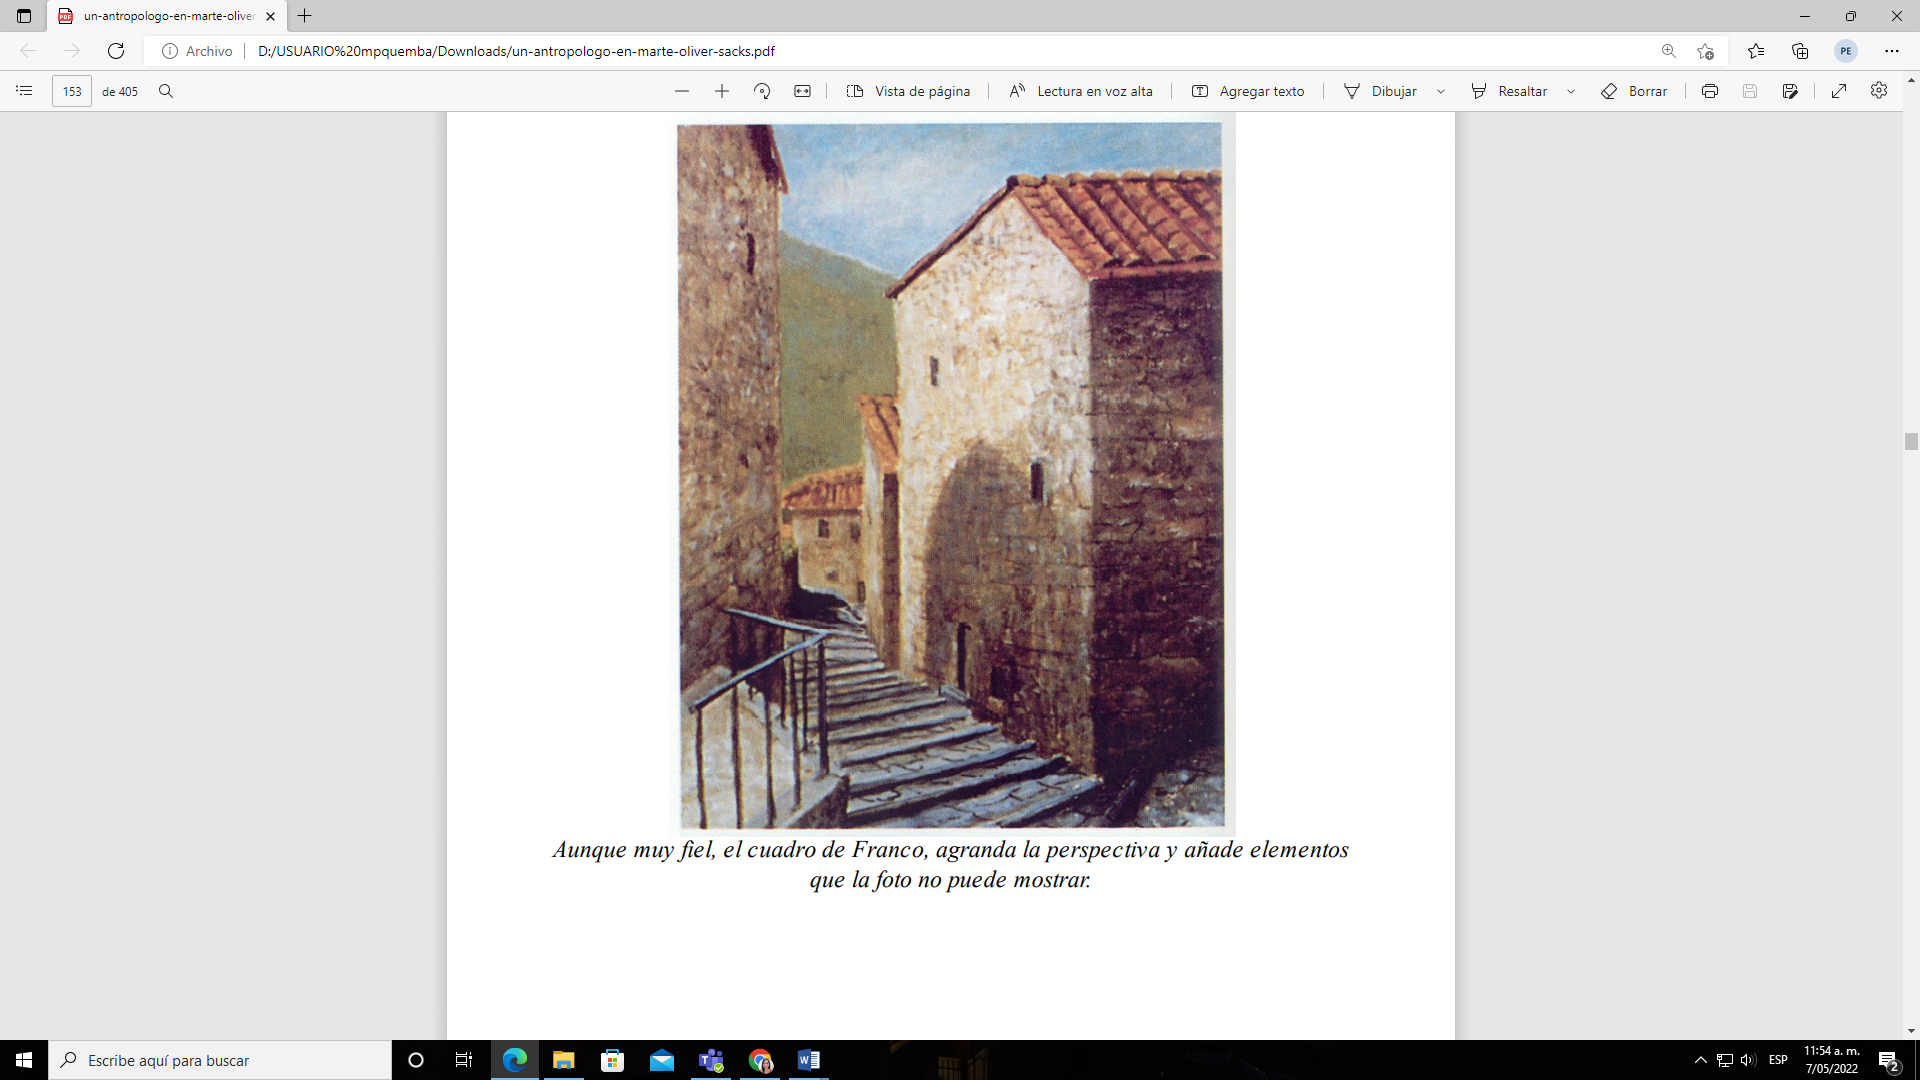 un-antropologo-en-marte-oliver
Archivo
D:/USUARIO%20mpquemba/Downloads/un-antropologo-en-marte-oliver-sacks.pdf
PE
153 de 405
Vista de página
Lectura en voz alta
Agregar texto
Dibujar
Resaltar
Borrar
Aunque muy fiel, el cuadro de Franco, agranda la perspectiva y añade elementos
que la foto no puede mostrar.
Escribe aquí para buscar
ESP
11:54 a. m.
7/05/2022
2